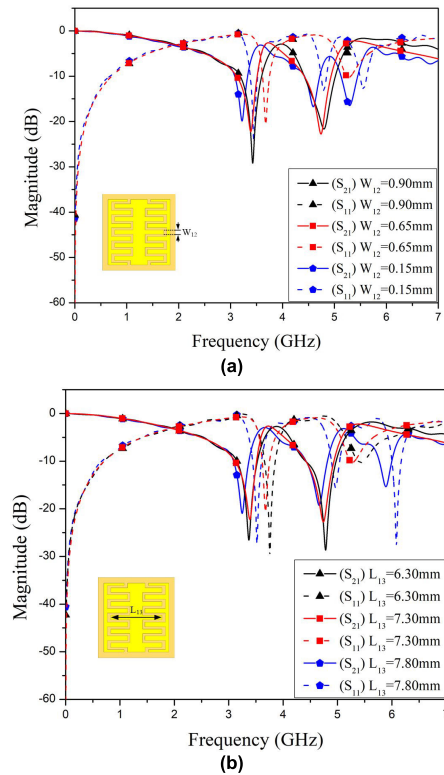 0
-10
-20
-30
-40
-50
-60
Magnitude (dB)
W12
(S21) W12=0.90mm
(S11) W12=0.90mm
(S21) W12=0.65mm
(S11) W12=0.65mm
(S21) W12=0.15mm
(S11) W12=0.15mm
0 1 2 3 4 5 6 7
Frequency (GHz)
(a)
0
-10
-20
-30
-40
-50
-60
Magnitude (dB)
L13
(S21) L13=6.30mm
(S11) L13=6.30mm
(S21) L13=7.30mm
(S11) L13=7.30mm
(S21) L13=7.80mm
(S11) L13=7.80mm
0 1 2 3 4 5 6
Frequency (GHz)
(b)